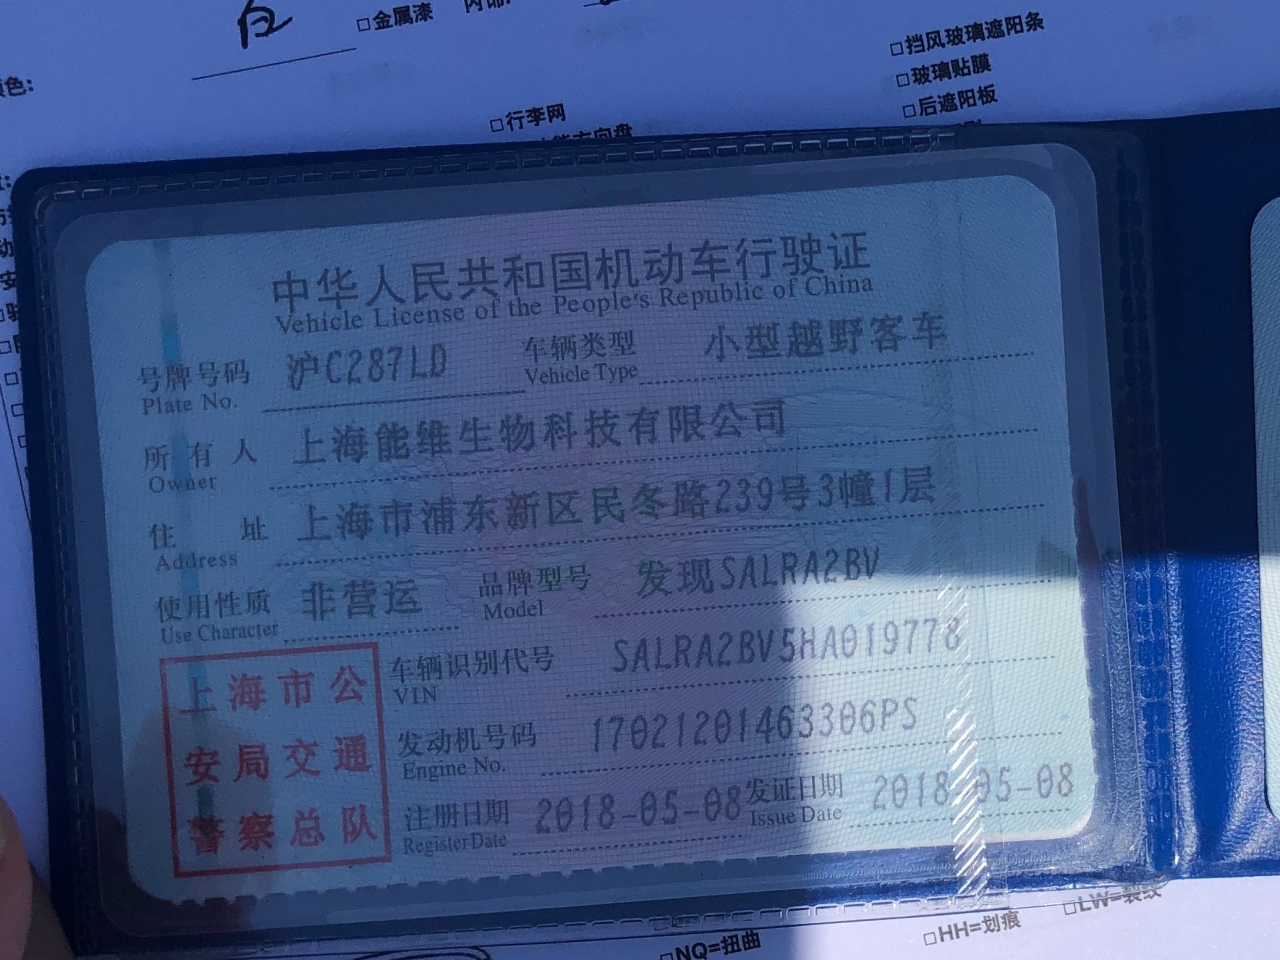 白 □金属漆
□挡风玻璃遮阳条
□玻璃贴膜
□行李网 □后遮阳板
中华人民共和国机动车行驶证
Vehicle License of the People's Republic of China
号牌号码 沪C287LD 车辆类型 小型越野客车
Plate No. Vehicle Type
所有人 上海能维生物科技有限公司
Owner
住址 上海市浦东新区民冬路239号3幢1层
Address
使用性质 非营运 品牌型号 发现SALRA2BV
Use Character Model
车辆识别代号 SALRA2BV5HA019778
VIN
发动机号码 17021201463306PS
Engine No.
注册日期 2018-05-08 发证日期 2018-05-08
Register Date Issue Date
上海市公
安局交通
警察总队
□NQ=扭曲 □HH=划痕